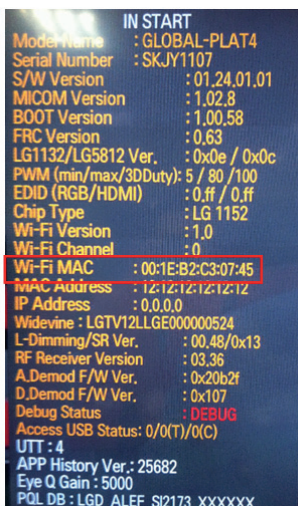 IN START
Model Name : GLOBAL-PLAT4
Serial Number : SKJY1107
S/W Version : 01.24.01.01
MICOM Version : 1.02.8
BOOT Version : 1.00.58
FRC Version : 0.63
LG1132/LG5812 Ver. : 0x0e / 0x0c
PWM (min/max/3DDuty): 5 / 80 /100
EDID (RGB/HDMI) : 0.ff / 0.ff
Chip Type : LG 1152
Wi-Fi Version : 1.0
Wi-Fi Channel : 0
Wi-Fi MAC : 00:1E:B2:C3:07:45
MAC Address : 12:12:12:12:12:12
IP Address : 0.0.0.0
Widevine : LGTV12LLGE000000524
L-Dimming/SR Ver. : 00.48/0x13
RF Receiver Version : 03.36
A.Demod F/W Ver. : 0x20b2f
D.Demod F/W Ver. : 0x107
Debug Status : DEBUG
Access USB Status: 0/0(T)/0(C)
UTT : 4
APP History Ver.: 25682
Eye Q Gain : 5000
PQL DB : LGD_ALEF_SI2173_XXXXXX